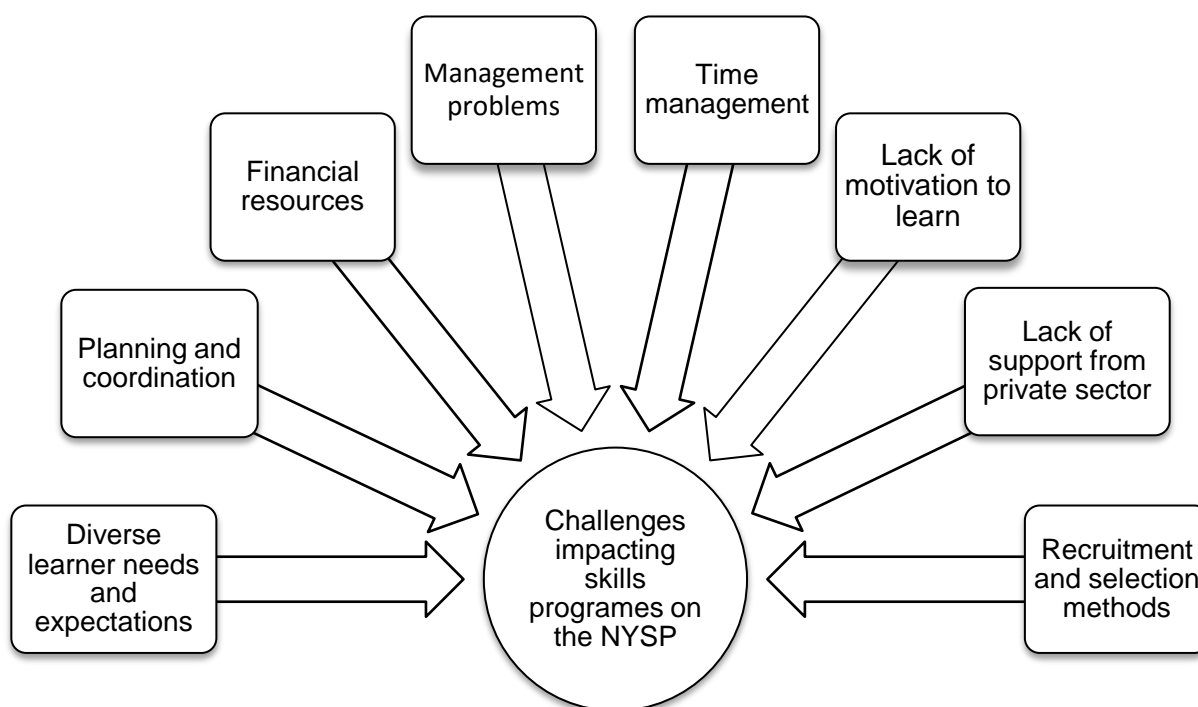 Management
problems
Time
management
Financial
resources
Lack of
motivation to
learn
Planning and
coordination
Lack of
support from
private sector
Diverse
learner needs
and
expectations
Challenges
impacting
skills
programes on
the NYSP
Recruitment
and selection
methods